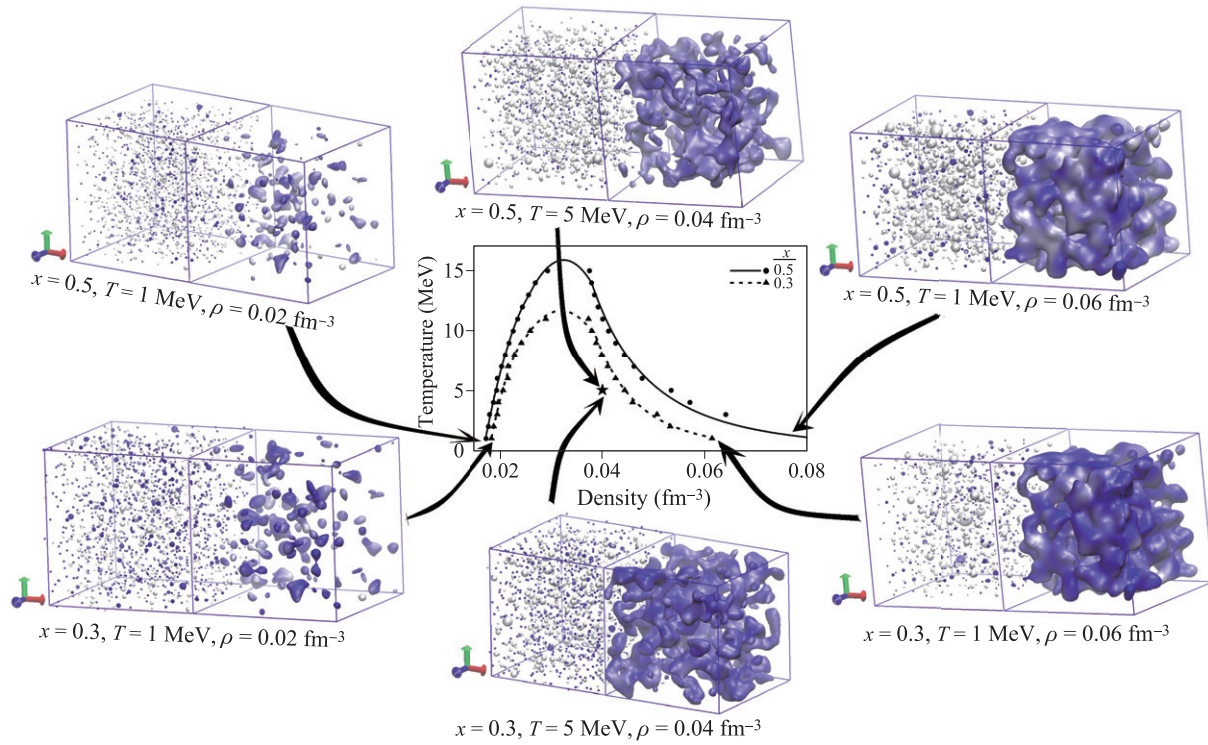 x = 0.5, T = 5 MeV, ρ = 0.04 fm⁻³
x = 0.5, T = 1 MeV, ρ = 0.02 fm⁻³
x = 0.5, T = 1 MeV, ρ = 0.06 fm⁻³
x
0.5
0.3
Temperature (MeV)
15
10
5
0
0.02
0.04
0.06
0.08
Density (fm⁻³)
x = 0.3, T = 1 MeV, ρ = 0.02 fm⁻³
x = 0.3, T = 1 MeV, ρ = 0.06 fm⁻³
x = 0.3, T = 5 MeV, ρ = 0.04 fm⁻³